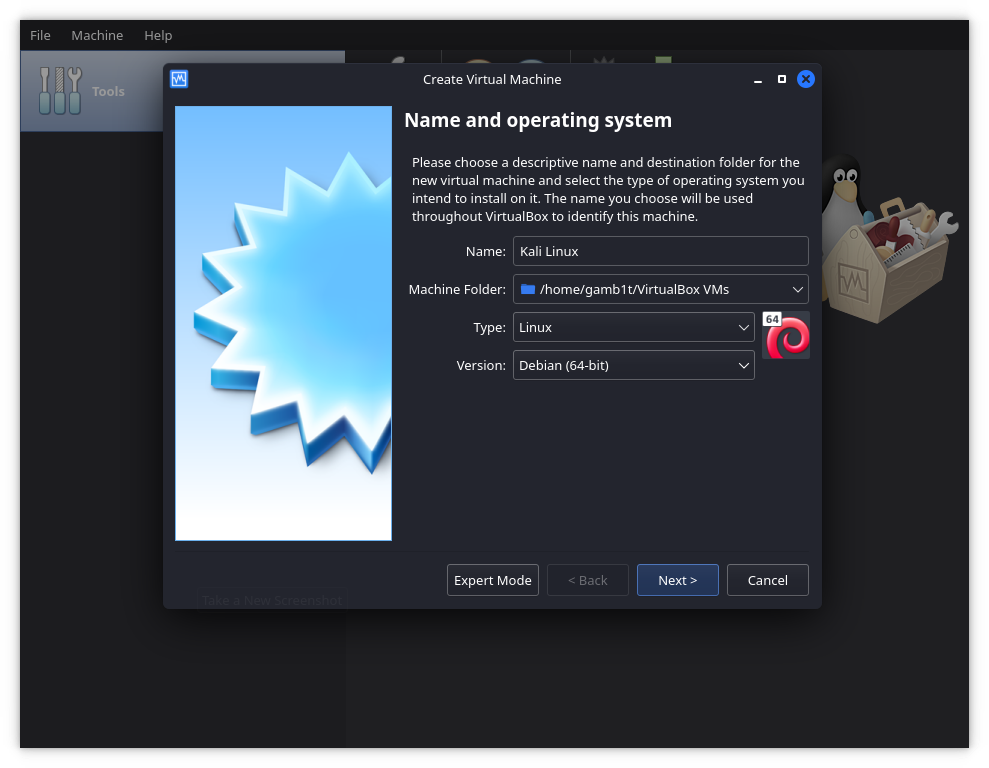 File Machine Help
Tools
Create Virtual Machine
Name and operating system
Please choose a descriptive name and destination folder for the
new virtual machine and select the type of operating system you
intend to install on it. The name you choose will be used
throughout VirtualBox to identify this machine.
Name: Kali Linux
Machine Folder: /home/gamb1t/VirtualBox VMs
Type: Linux
64
Version: Debian (64-bit)
Expert Mode < Back Next > Cancel
Take a New Screenshot